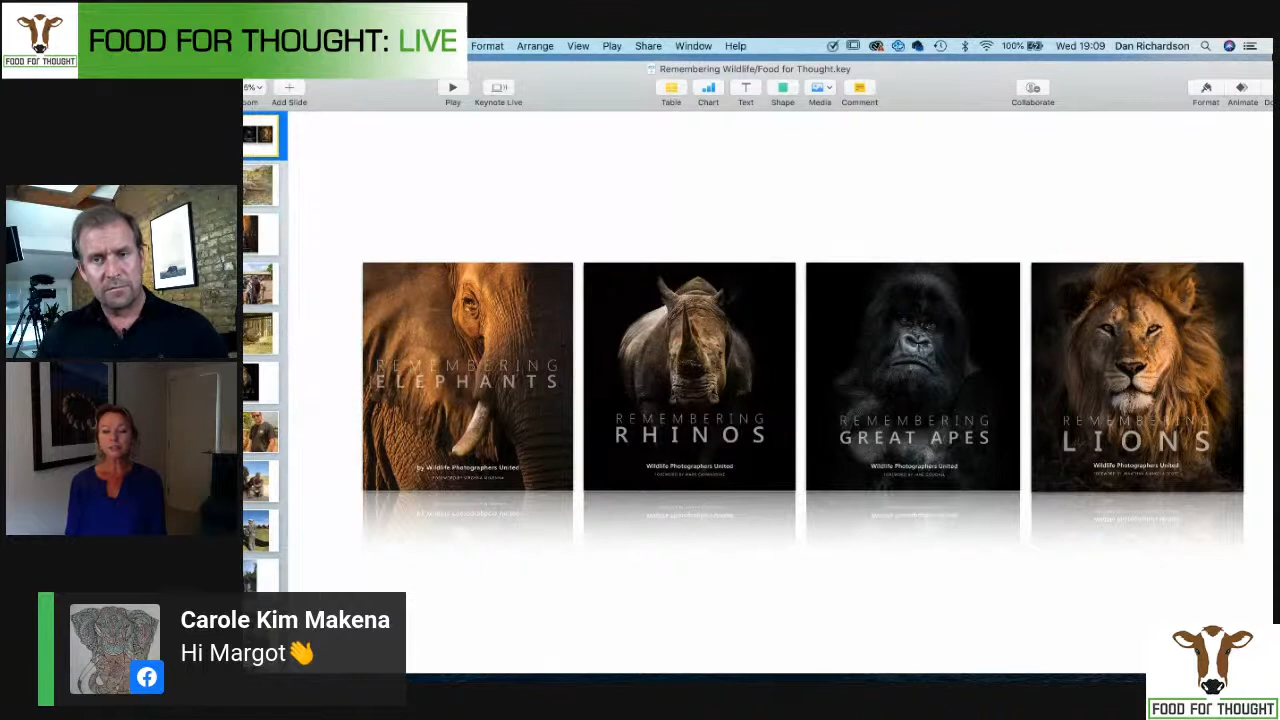 FOOD FOR THOUGHT
FOOD FOR THOUGHT: LIVE
Format Arrange View Play Share Window Help 100% Wed 19:09 Dan Richardson
Remembering Wildlife/Food for Thought.key
Add Slide Play Keynote Live Table Chart Text Shape Media Comment Collaborate Format Animate
REMEMBERING
ELEPHANTS
by Wildlife Photographers United
REMEMBERING
RHINOS
Wildlife Photographers United
REMEMBERING
GREAT APES
Wildlife Photographers United
REMEMBERING
LIONS
Wildlife Photographers United
Carole Kim Makena
Hi Margot👋
FOOD FOR THOUGHT